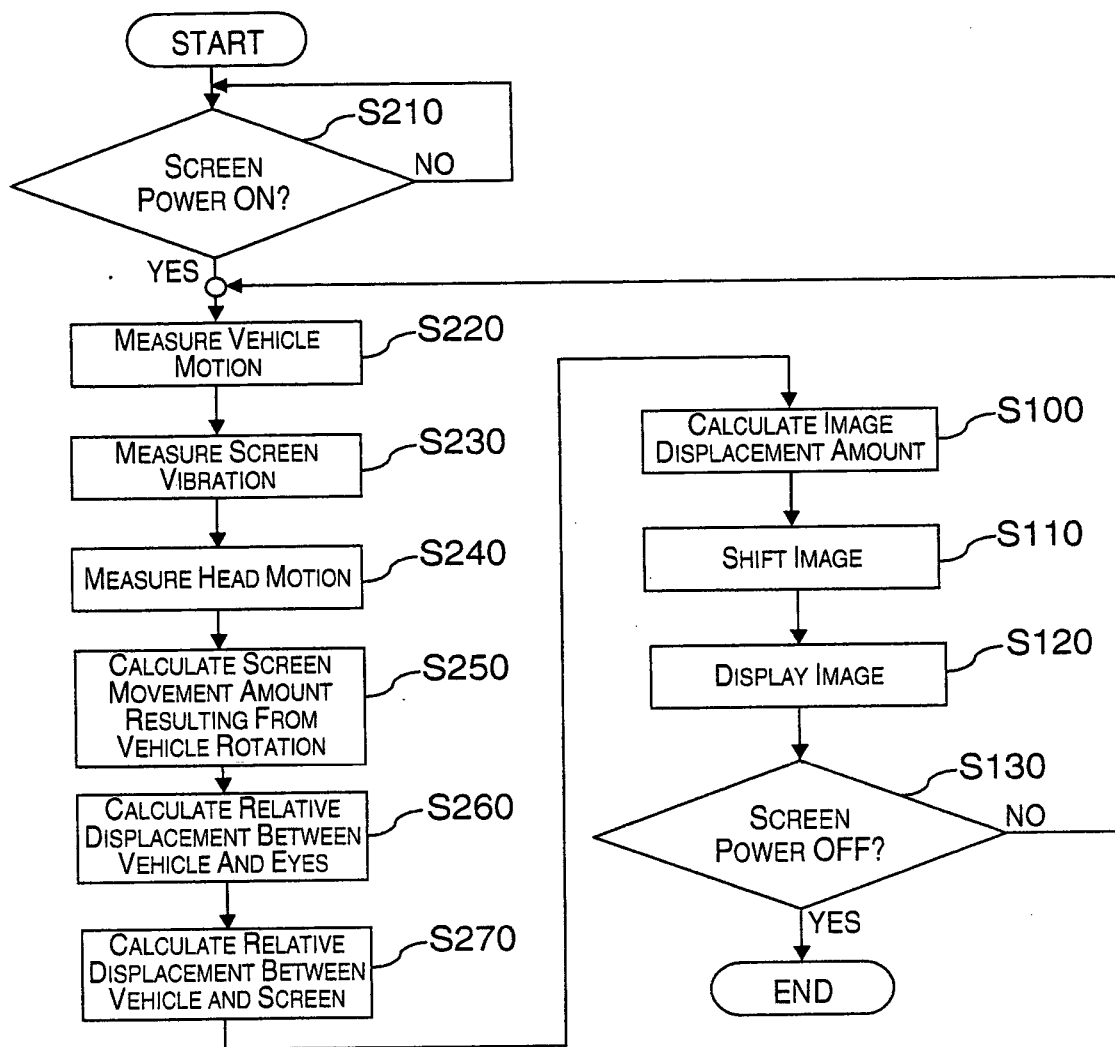 START
S210
SCREEN
POWER ON?
NO
YES
MEASURE VEHICLE
MOTION
S220
MEASURE SCREEN
VIBRATION
S230
MEASURE HEAD MOTION
S240
CALCULATE SCREEN
MOVEMENT AMOUNT
RESULTING FROM
VEHICLE ROTATION
S250
CALCULATE RELATIVE
DISPLACEMENT BETWEEN
VEHICLE AND EYES
S260
CALCULATE RELATIVE
DISPLACEMENT BETWEEN
VEHICLE AND SCREEN
S270
CALCULATE IMAGE
DISPLACEMENT AMOUNT
S100
SHIFT IMAGE
S110
DISPLAY IMAGE
S120
SCREEN
POWER OFF?
S130
NO
YES
END